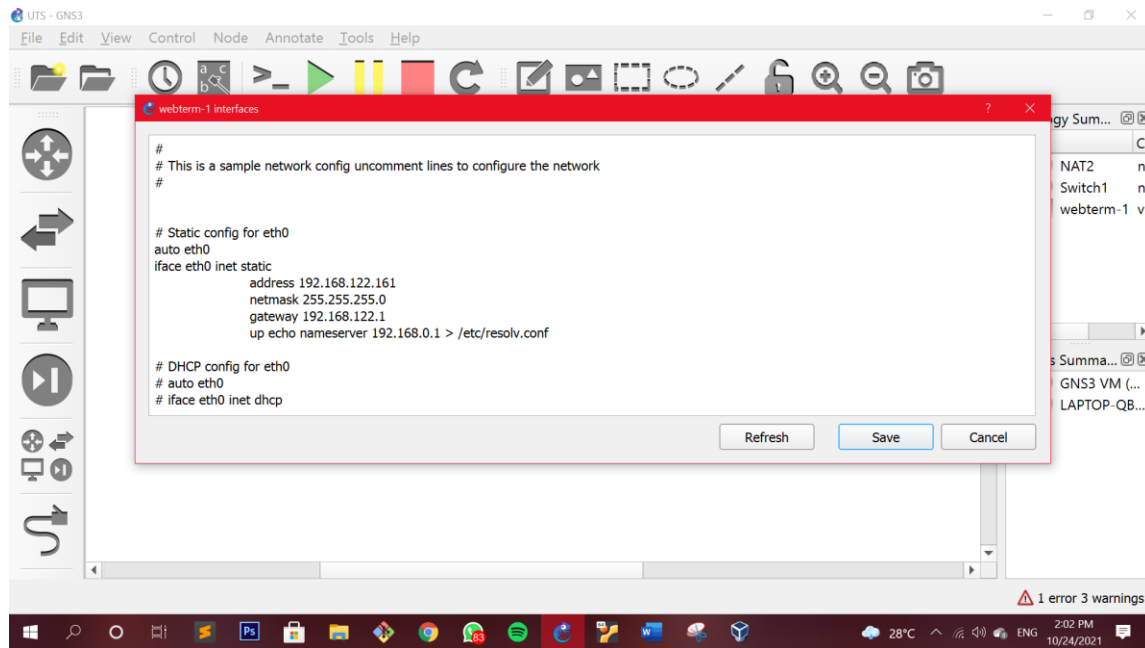 UTS - GNS3
File Edit View Control Node Annotate Tools Help
webterm-1 interfaces
#
# This is a sample network config uncomment lines to configure the network
#
# Static config for eth0
auto eth0
iface eth0 inet static
address 192.168.122.161
netmask 255.255.255.0
gateway 192.168.122.1
up echo nameserver 192.168.0.1 > /etc/resolv.conf
# DHCP config for eth0
# auto eth0
# iface eth0 inet dhcp
Refresh Save Cancel
gy Sum...
C
NAT2 n
Switch1 n
webterm-1 v
s Summa...
GNS3 VM (...
LAPTOP-QB...
1 error 3 warnings
Ps
83
28°C ENG
2:02 PM
10/24/2021